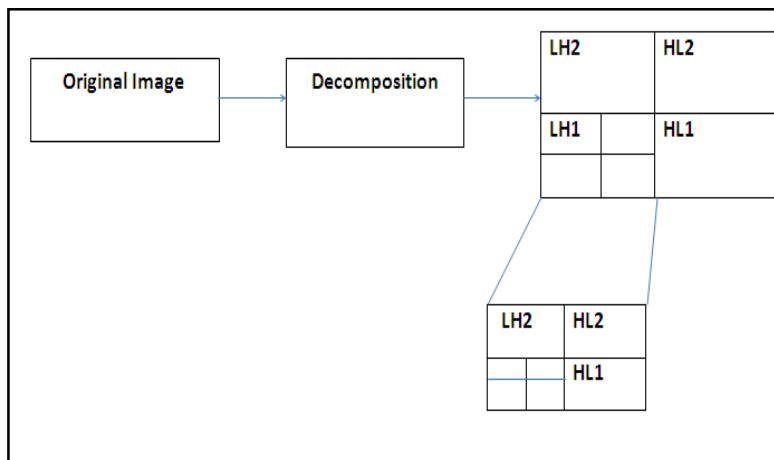 Original Image
Decomposition
LH2
HL2
LH1
HL1
LH2
HL2
HL1